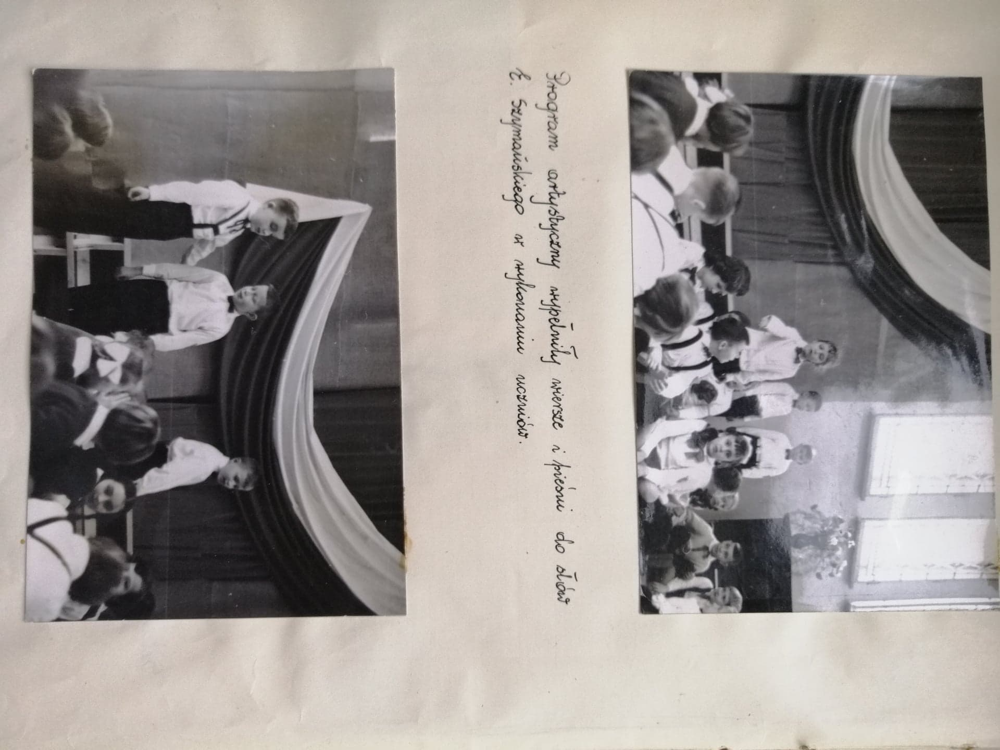 Program artystyczny wypełniły wiersze i pieśni do słów
E. Szymańskiego w wykonaniu uczniów.